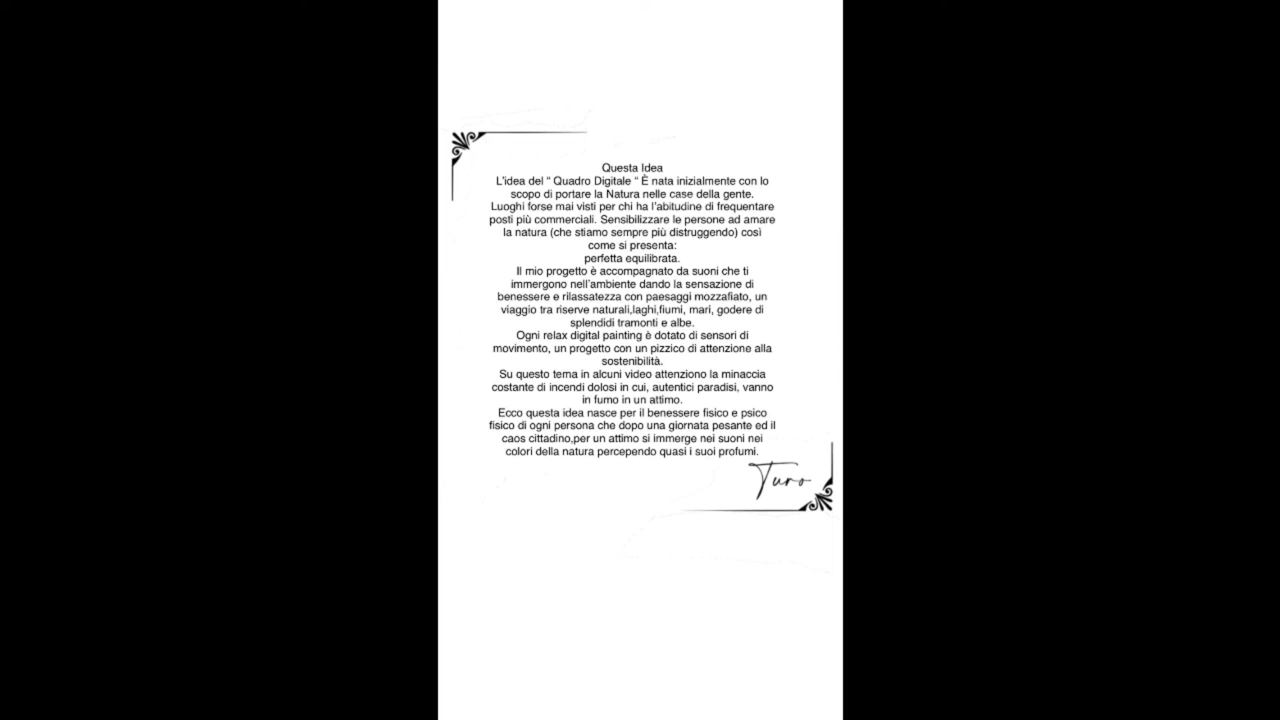 Questa Idea
L'idea del “ Quadro Digitale “ È nata inizialmente con lo
scopo di portare la Natura nelle case della gente.
Luoghi forse mai visti per chi ha l'abitudine di frequentare
posti più commerciali. Sensibilizzare le persone ad amare
la natura (che stiamo sempre più distruggendo) così
come si presenta:
perfetta equilibrata.
Il mio progetto è accompagnato da suoni che ti
immergono nell'ambiente dando la sensazione di
benessere e rilassatezza con paesaggi mozzafiato, un
viaggio tra riserve naturali,laghi,fiumi, mari, godere di
splendidi tramonti e albe.
Ogni relax digital painting è dotato di sensori di
movimento, un progetto con un pizzico di attenzione alla
sostenibilità.
Su questo tema in alcuni video attenziono la minaccia
costante di incendi dolosi in cui, autentici paradisi, vanno
in fumo in un attimo.
Ecco questa idea nasce per il benessere fisico e psico
fisico di ogni persona che dopo una giornata pesante ed il
caos cittadino,per un attimo si immerge nei suoni nei
colori della natura percependo quasi i suoi profumi.
Turo